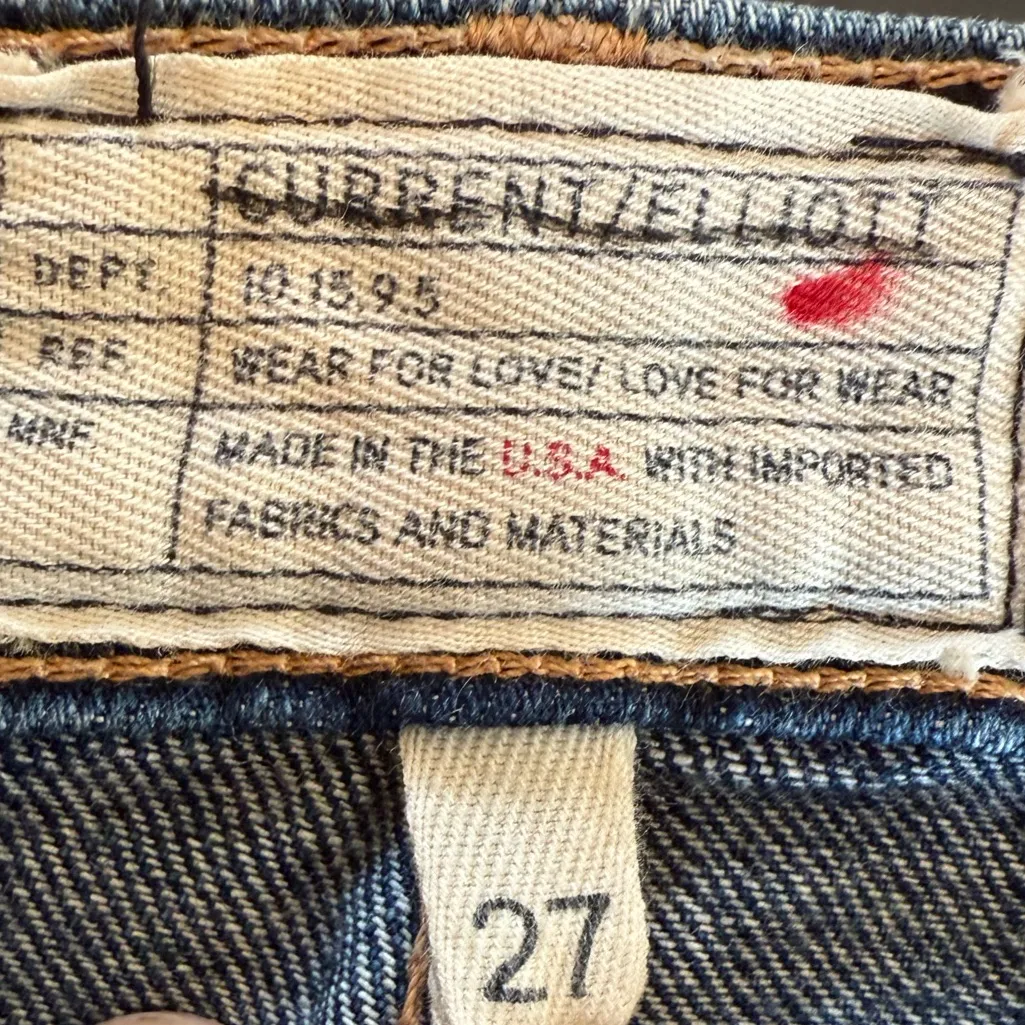 CURRENT/ELLIOTT
DEPT 10.15.9.5
REF. WEAR FOR LOVE/ LOVE FOR WEAR
MNF. MADE IN THE U.S.A. WITH IMPORTED
FABRICS AND MATERIALS
27